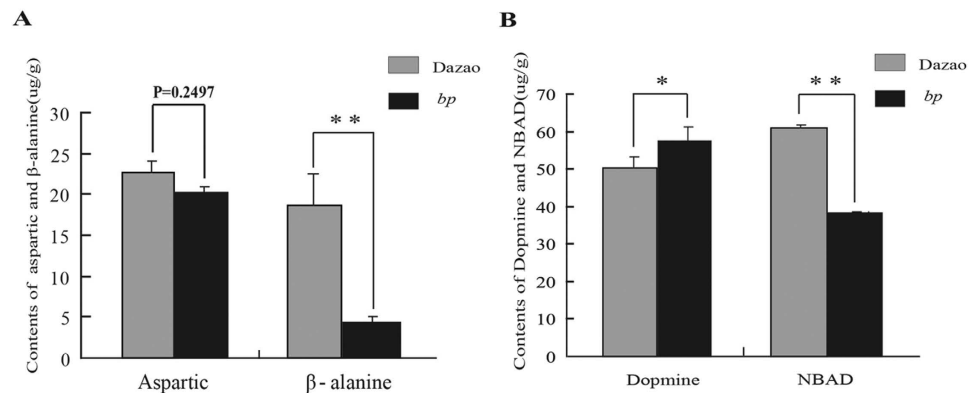 A
Dazao
bp
P=0.2497
* *
Contents of aspartic and β-alanine(ug/g)
30
25
20
15
10
5
0
Aspartic
β- alanine
B
Dazao
bp
*
* *
Contents of Dopmine and NBAD(ug/g)
70
60
50
40
30
20
10
0
Dopmine
NBAD